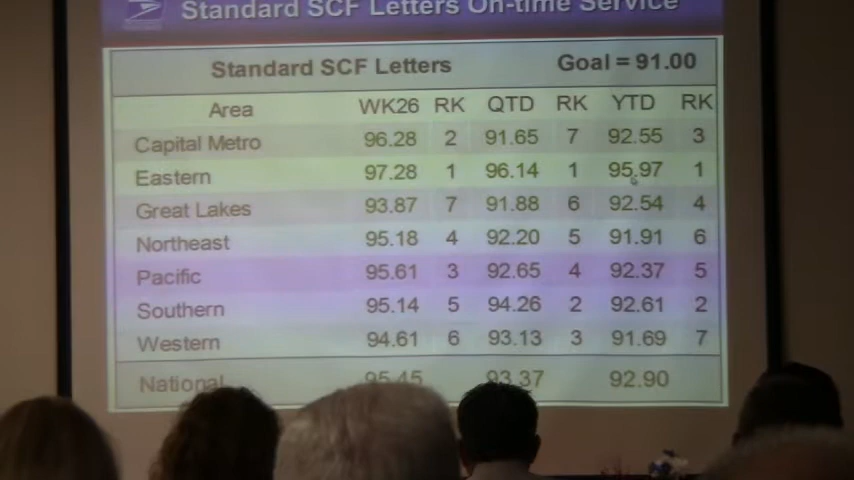 Standard SCF Letters On-time Service
Standard SCF Letters Goal = 91.00
Area WK26 RK QTD RK YTD RK
Capital Metro 96.28 2 91.65 7 92.55 3
Eastern 97.28 1 96.14 1 95.97 1
Great Lakes 93.87 7 91.88 6 92.54 4
Northeast 95.18 4 92.20 5 91.91 6
Pacific 95.61 3 92.65 4 92.37 5
Southern 95.14 5 94.26 2 92.61 2
Western 94.61 6 93.13 3 91.69 7
National 95.45 93.37 92.90